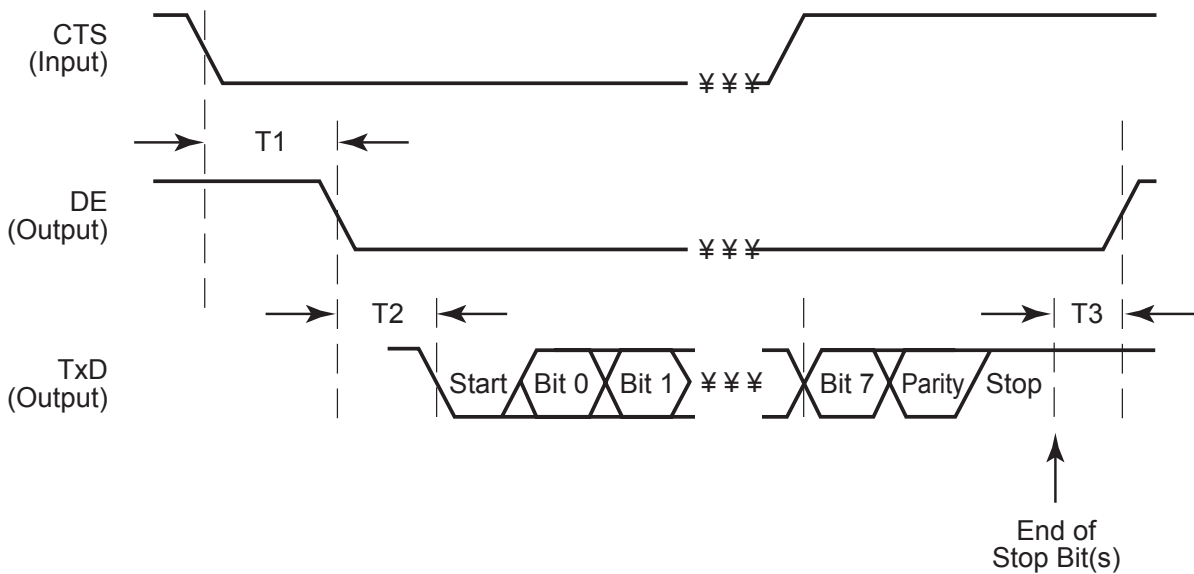 CTS
(Input)
¥ ¥ ¥
T1
DE
(Output)
¥ ¥ ¥
T2
T3
TxD
(Output)
Start
Bit 0
Bit 1
¥ ¥ ¥
Bit 7
Parity
Stop
End of
Stop Bit(s)